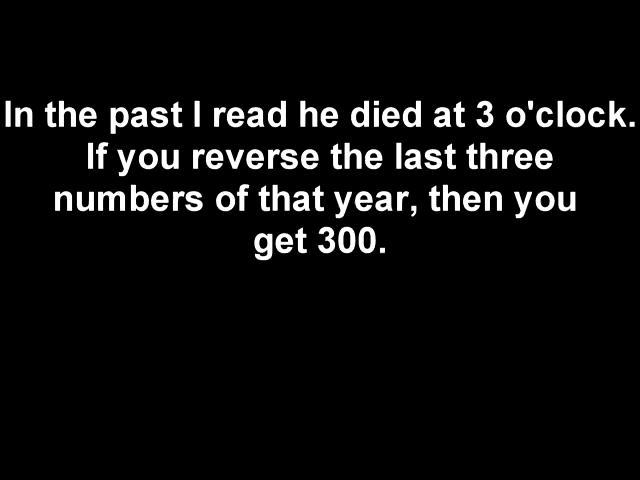 In the past I read he died at 3 o'clock.
If you reverse the last three
numbers of that year, then you
get 300.